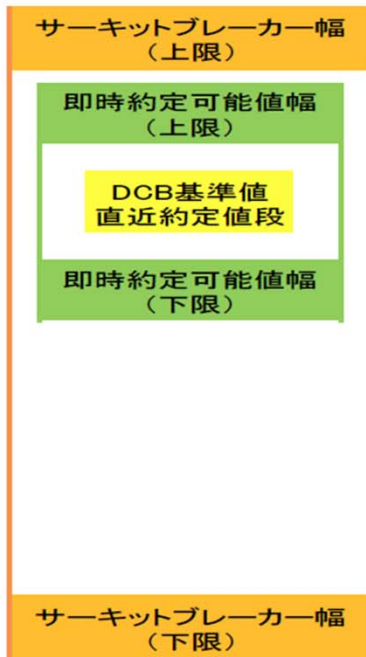 サーキットブレーカー幅
（上限）
即時約定可能値幅
（上限）
DCB基準値
直近約定値段
即時約定可能値幅
（下限）
サーキットブレーカー幅
（下限）